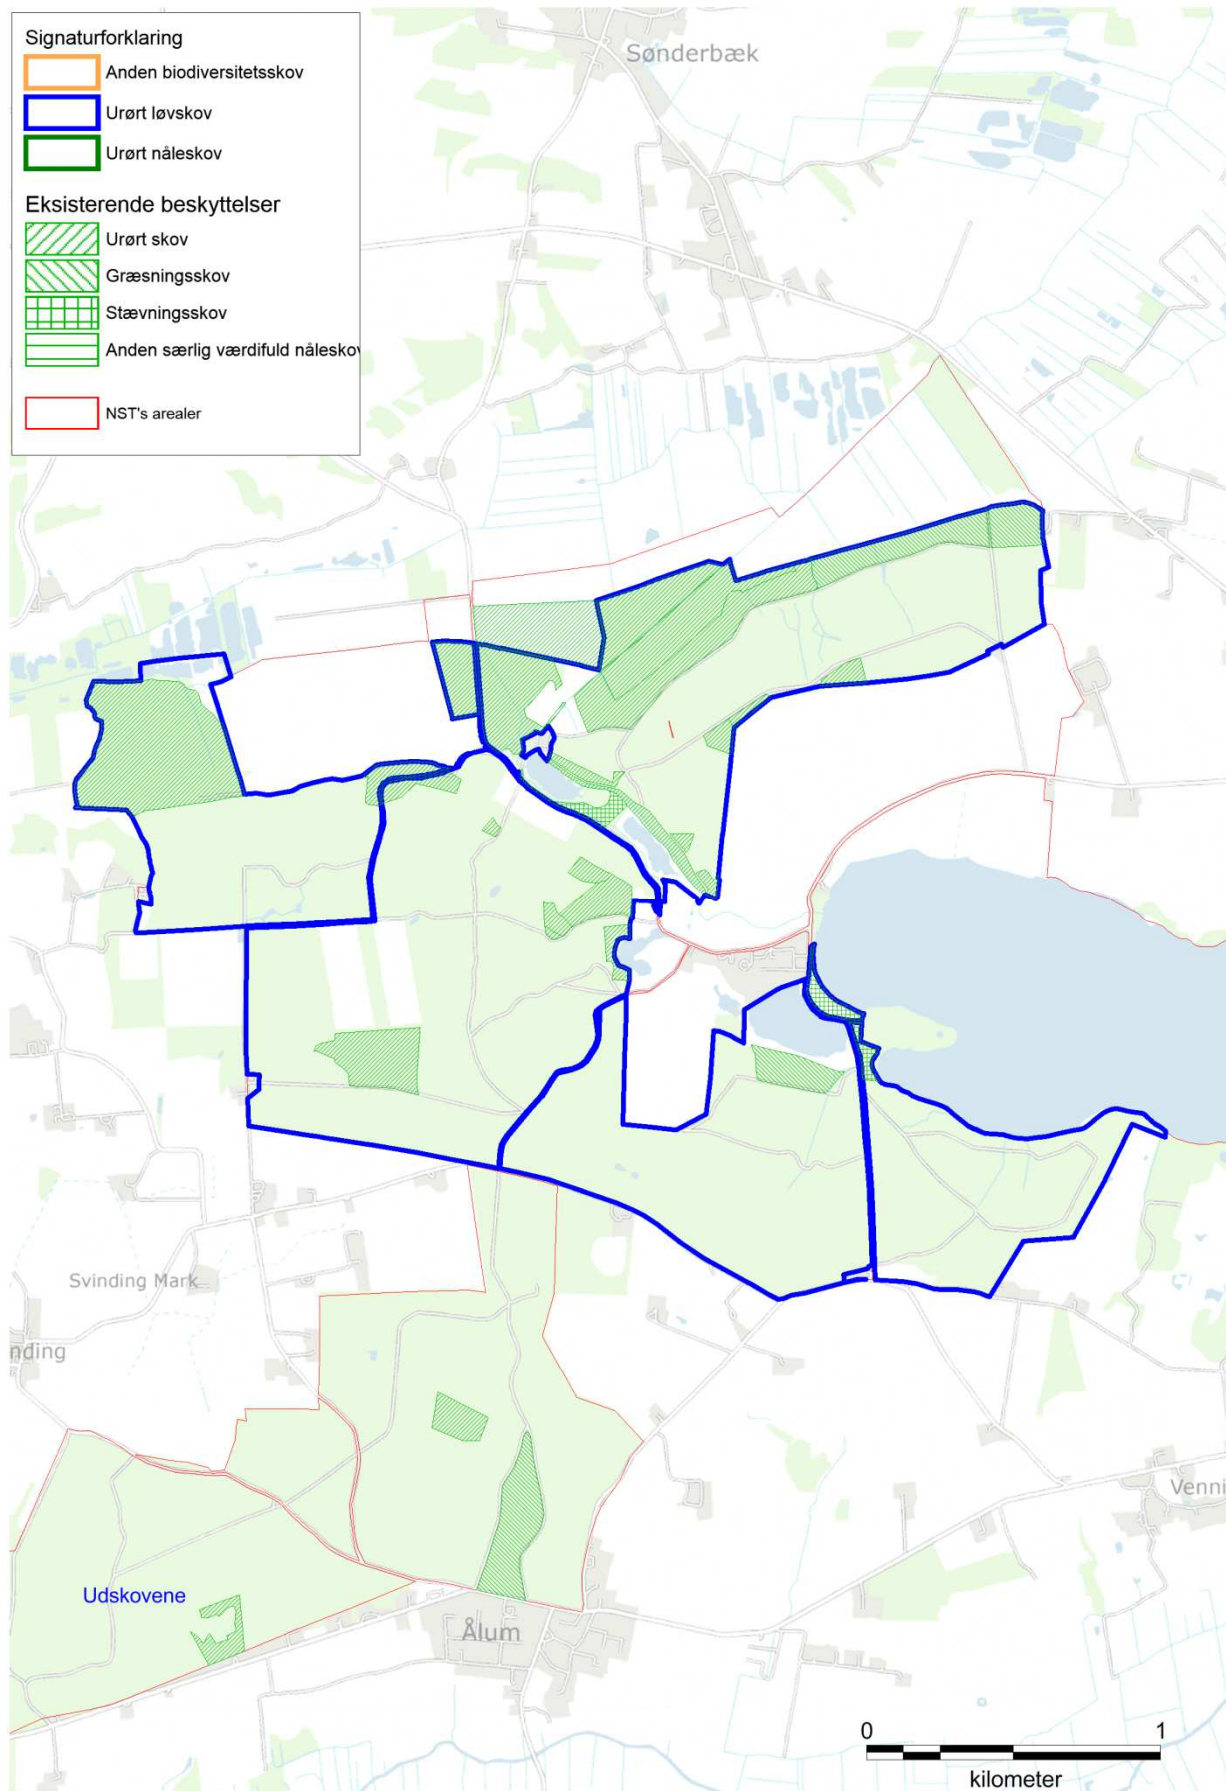 Signaturforklaring
Anden biodiversitetsskov
Urørt løvskov
Urørt nåleskov
Eksisterende beskyttelser
Urørt skov
Græsningsskov
Stævningsskov
Anden særlig værdifuld nåleskov
NST's arealer
Sønderbæk
Svinding Mark
nding
Venni
Udskovene
Ålum
0 1
kilometer